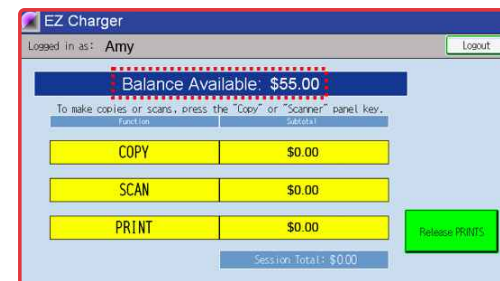 EZ Charger
Logged in as: Amy
Logout
Balance Available: $55.00
To make copies or scans, press the "Copy" or "Scanner" panel key.
Function Subtotal
COPY $0.00
SCAN $0.00
PRINT $0.00
Release PRINTS
Session Total: $0.00